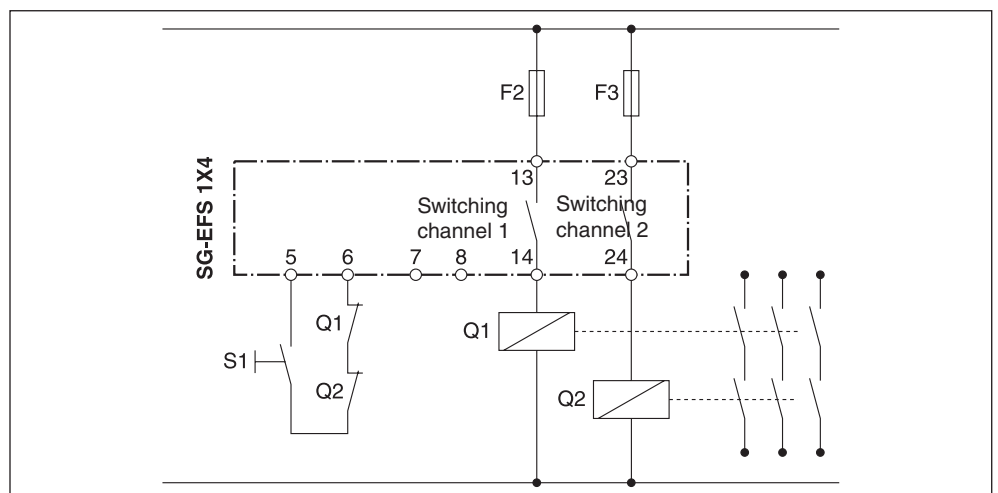 F2
F3
SG-EFS 1X4
13
23
Switching
channel 1
Switching
channel 2
5
6
7
8
14
24
Q1
Q1
S1
Q2
Q2